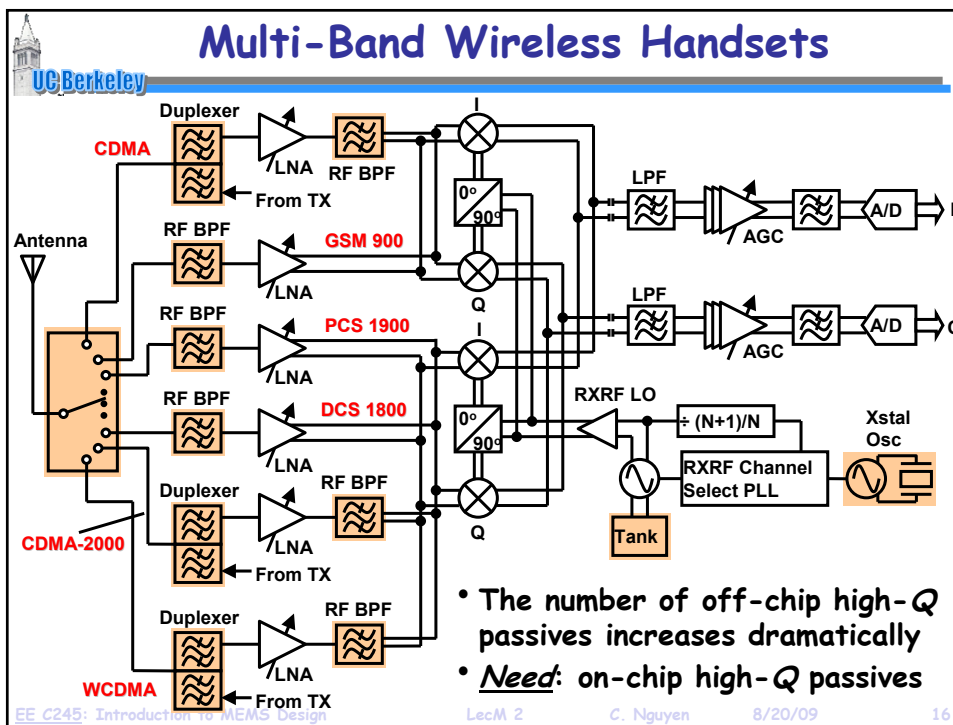 Multi-Band Wireless Handsets
UC Berkeley
Duplexer
CDMA
LNA
RF BPF
From TX
I
0°
90°
Q
LPF
AGC
A/D
I
Antenna
RF BPF
GSM 900
LNA
RF BPF
PCS 1900
LNA
I
LPF
AGC
A/D
RF BPF
DCS 1800
LNA
0°
90°
Q
RXRF LO
÷ (N+1)/N
Xstal
Osc
RXRF Channel
Select PLL
Tank
Duplexer
CDMA-2000
LNA
RF BPF
From TX
Duplexer
WCDMA
LNA
RF BPF
From TX
• The number of off-chip high-Q
passives increases dramatically
• Need: on-chip high-Q passives
EE C245: Introduction to MEMS Design LecM 2 C. Nguyen 8/20/09 16